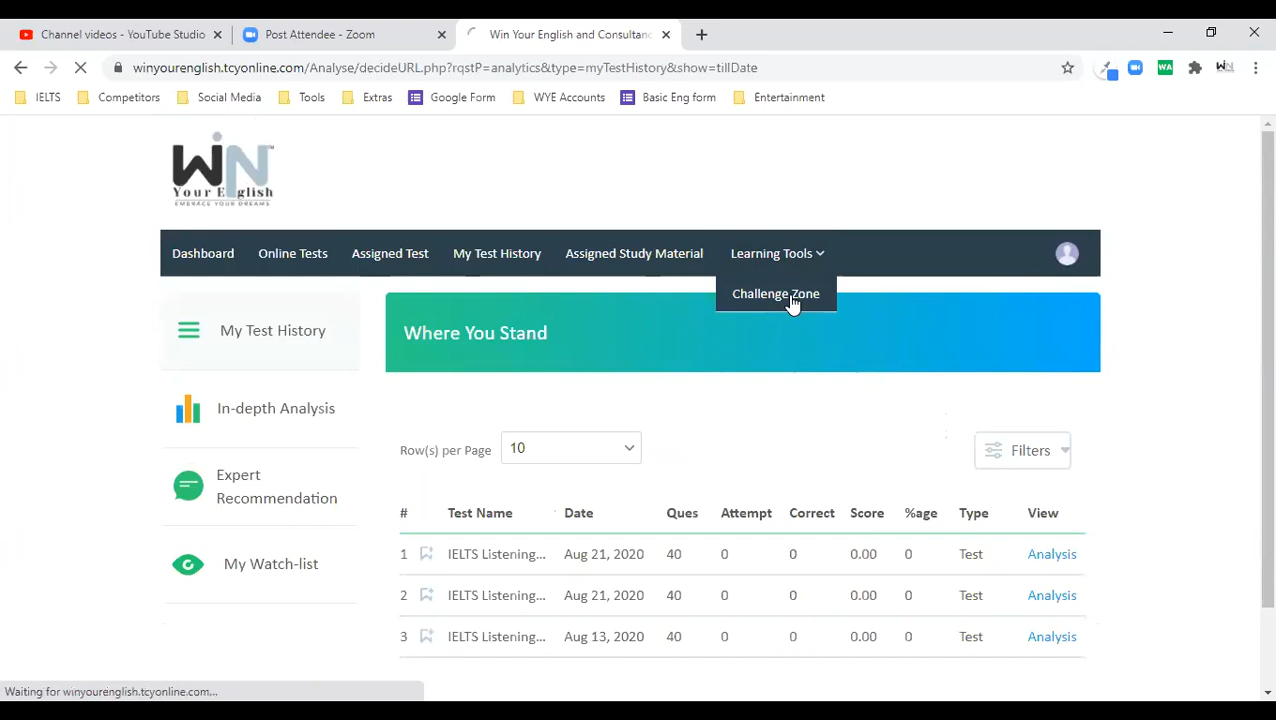 Channel videos - YouTube Studio
Post Attendee - Zoom
Win Your English and Consultanc
winyourenglish.tcyonline.com/Analyse/decideURL.php?rqstP=analytics&type=myTestHistory&show=tillDate
IELTS Competitors Social Media Tools Extras Google Form WYE Accounts Basic Eng form Entertainment
WiN
Your English
EMBRACE YOUR DREAMS
Dashboard Online Tests Assigned Test My Test History Assigned Study Material Learning Tools
Challenge Zone
My Test History
Where You Stand
In-depth Analysis
Row(s) per Page 10 Filters
Expert
Recommendation
# Test Name Date Ques Attempt Correct Score %age Type View
1 IELTS Listening... Aug 21, 2020 40 0 0 0.00 0 Test Analysis
My Watch-list
2 IELTS Listening... Aug 21, 2020 40 0 0 0.00 0 Test Analysis
3 IELTS Listening... Aug 13, 2020 40 0 0 0.00 0 Test Analysis
Waiting for winyourenglish.tcyonline.com...